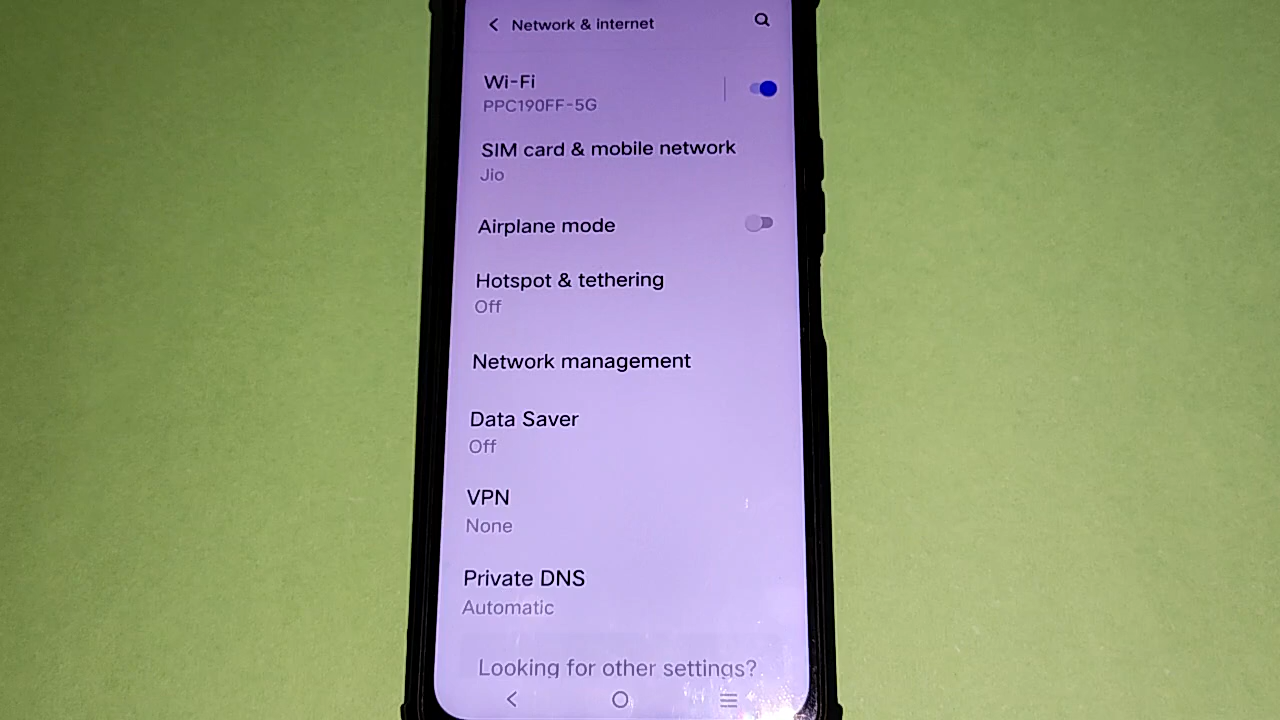 Network & internet
Wi-Fi
PPC190FF-5G
SIM card & mobile network
Jio
Airplane mode
Hotspot & tethering
Off
Network management
Data Saver
Off
VPN
None
Private DNS
Automatic
Looking for other settings?